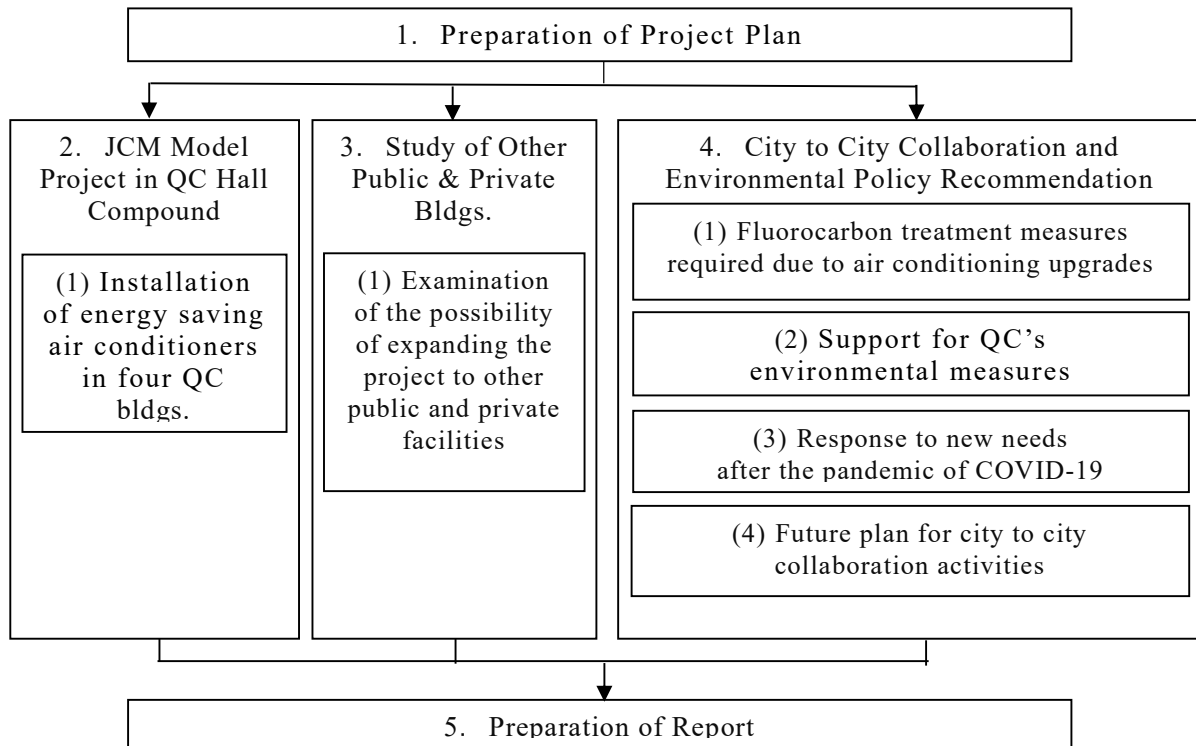 1. Preparation of Project Plan
2. JCM Model
Project in QC Hall
Compound
(1) Installation
of energy saving
air conditioners
in four QC
bldgs.
3. Study of Other
Public & Private
Bldgs.
(1) Examination
of the possibility
of expanding the
project to other
public and private
facilities
4. City to City Collaboration and
Environmental Policy Recommendation
(1) Fluorocarbon treatment measures
required due to air conditioning upgrades
(2) Support for QC’s
environmental measures
(3) Response to new needs
after the pandemic of COVID-19
(4) Future plan for city to city
collaboration activities
5. Preparation of Report